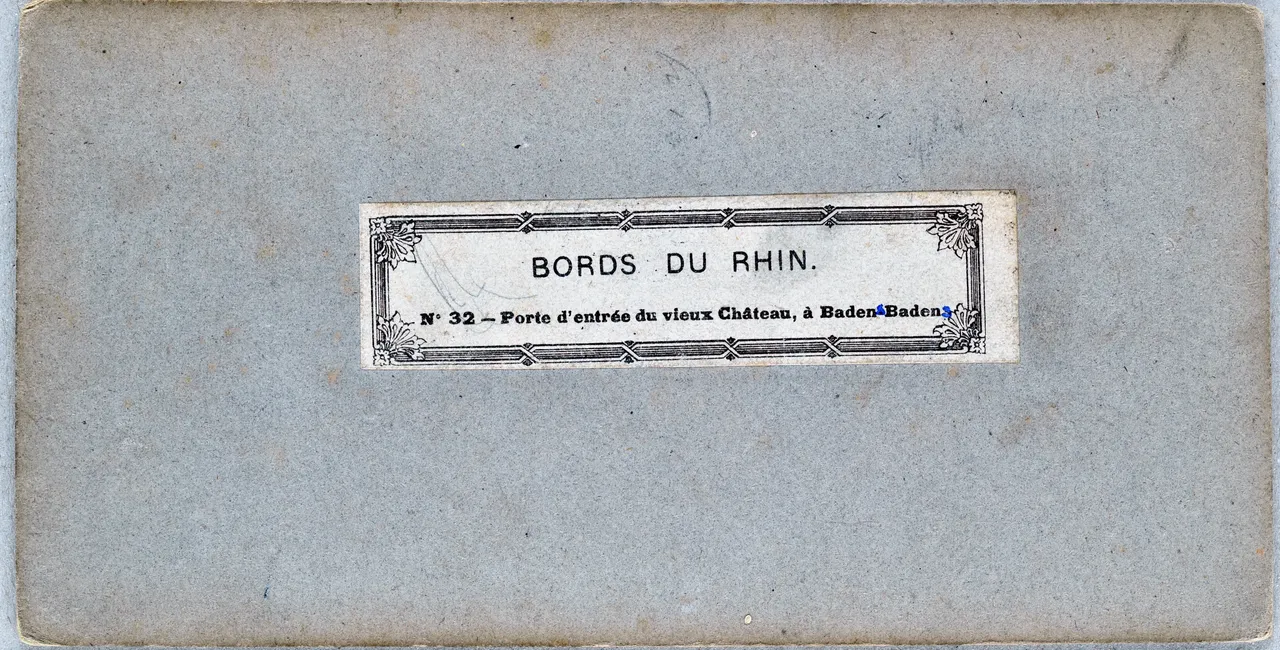 BORDS DU RHIN.
N° 32 – Porte d'entrée du vieux Château, à Baden Baden